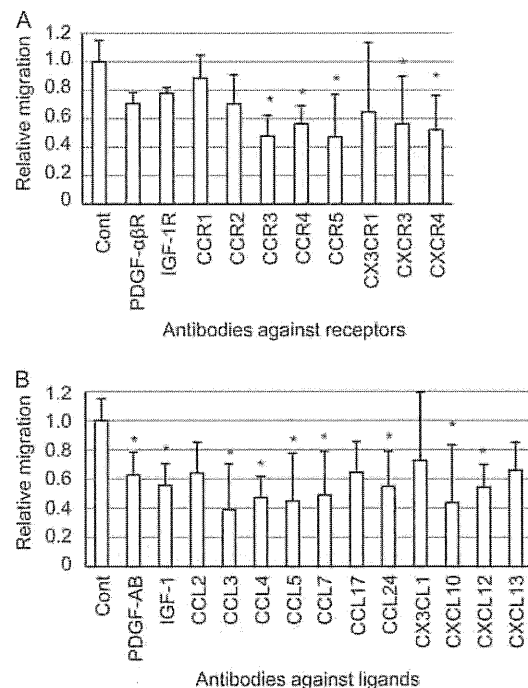 A
Relative migration
1.2
1.0
0.8
0.6
0.4
0.2
0
* * * * *
Cont
PDGF-αβR
IGF-1R
CCR1
CCR2
CCR3
CCR4
CCR5
CX3CR1
CXCR3
CXCR4
Antibodies against receptors
B
Relative migration
1.2
1.0
0.8
0.6
0.4
0.2
0
* * * * * * * * *
Cont
PDGF-AB
IGF-1
CCL2
CCL3
CCL4
CCL5
CCL7
CCL17
CCL24
CX3CL1
CXCL10
CXCL12
CXCL13
Antibodies against ligands